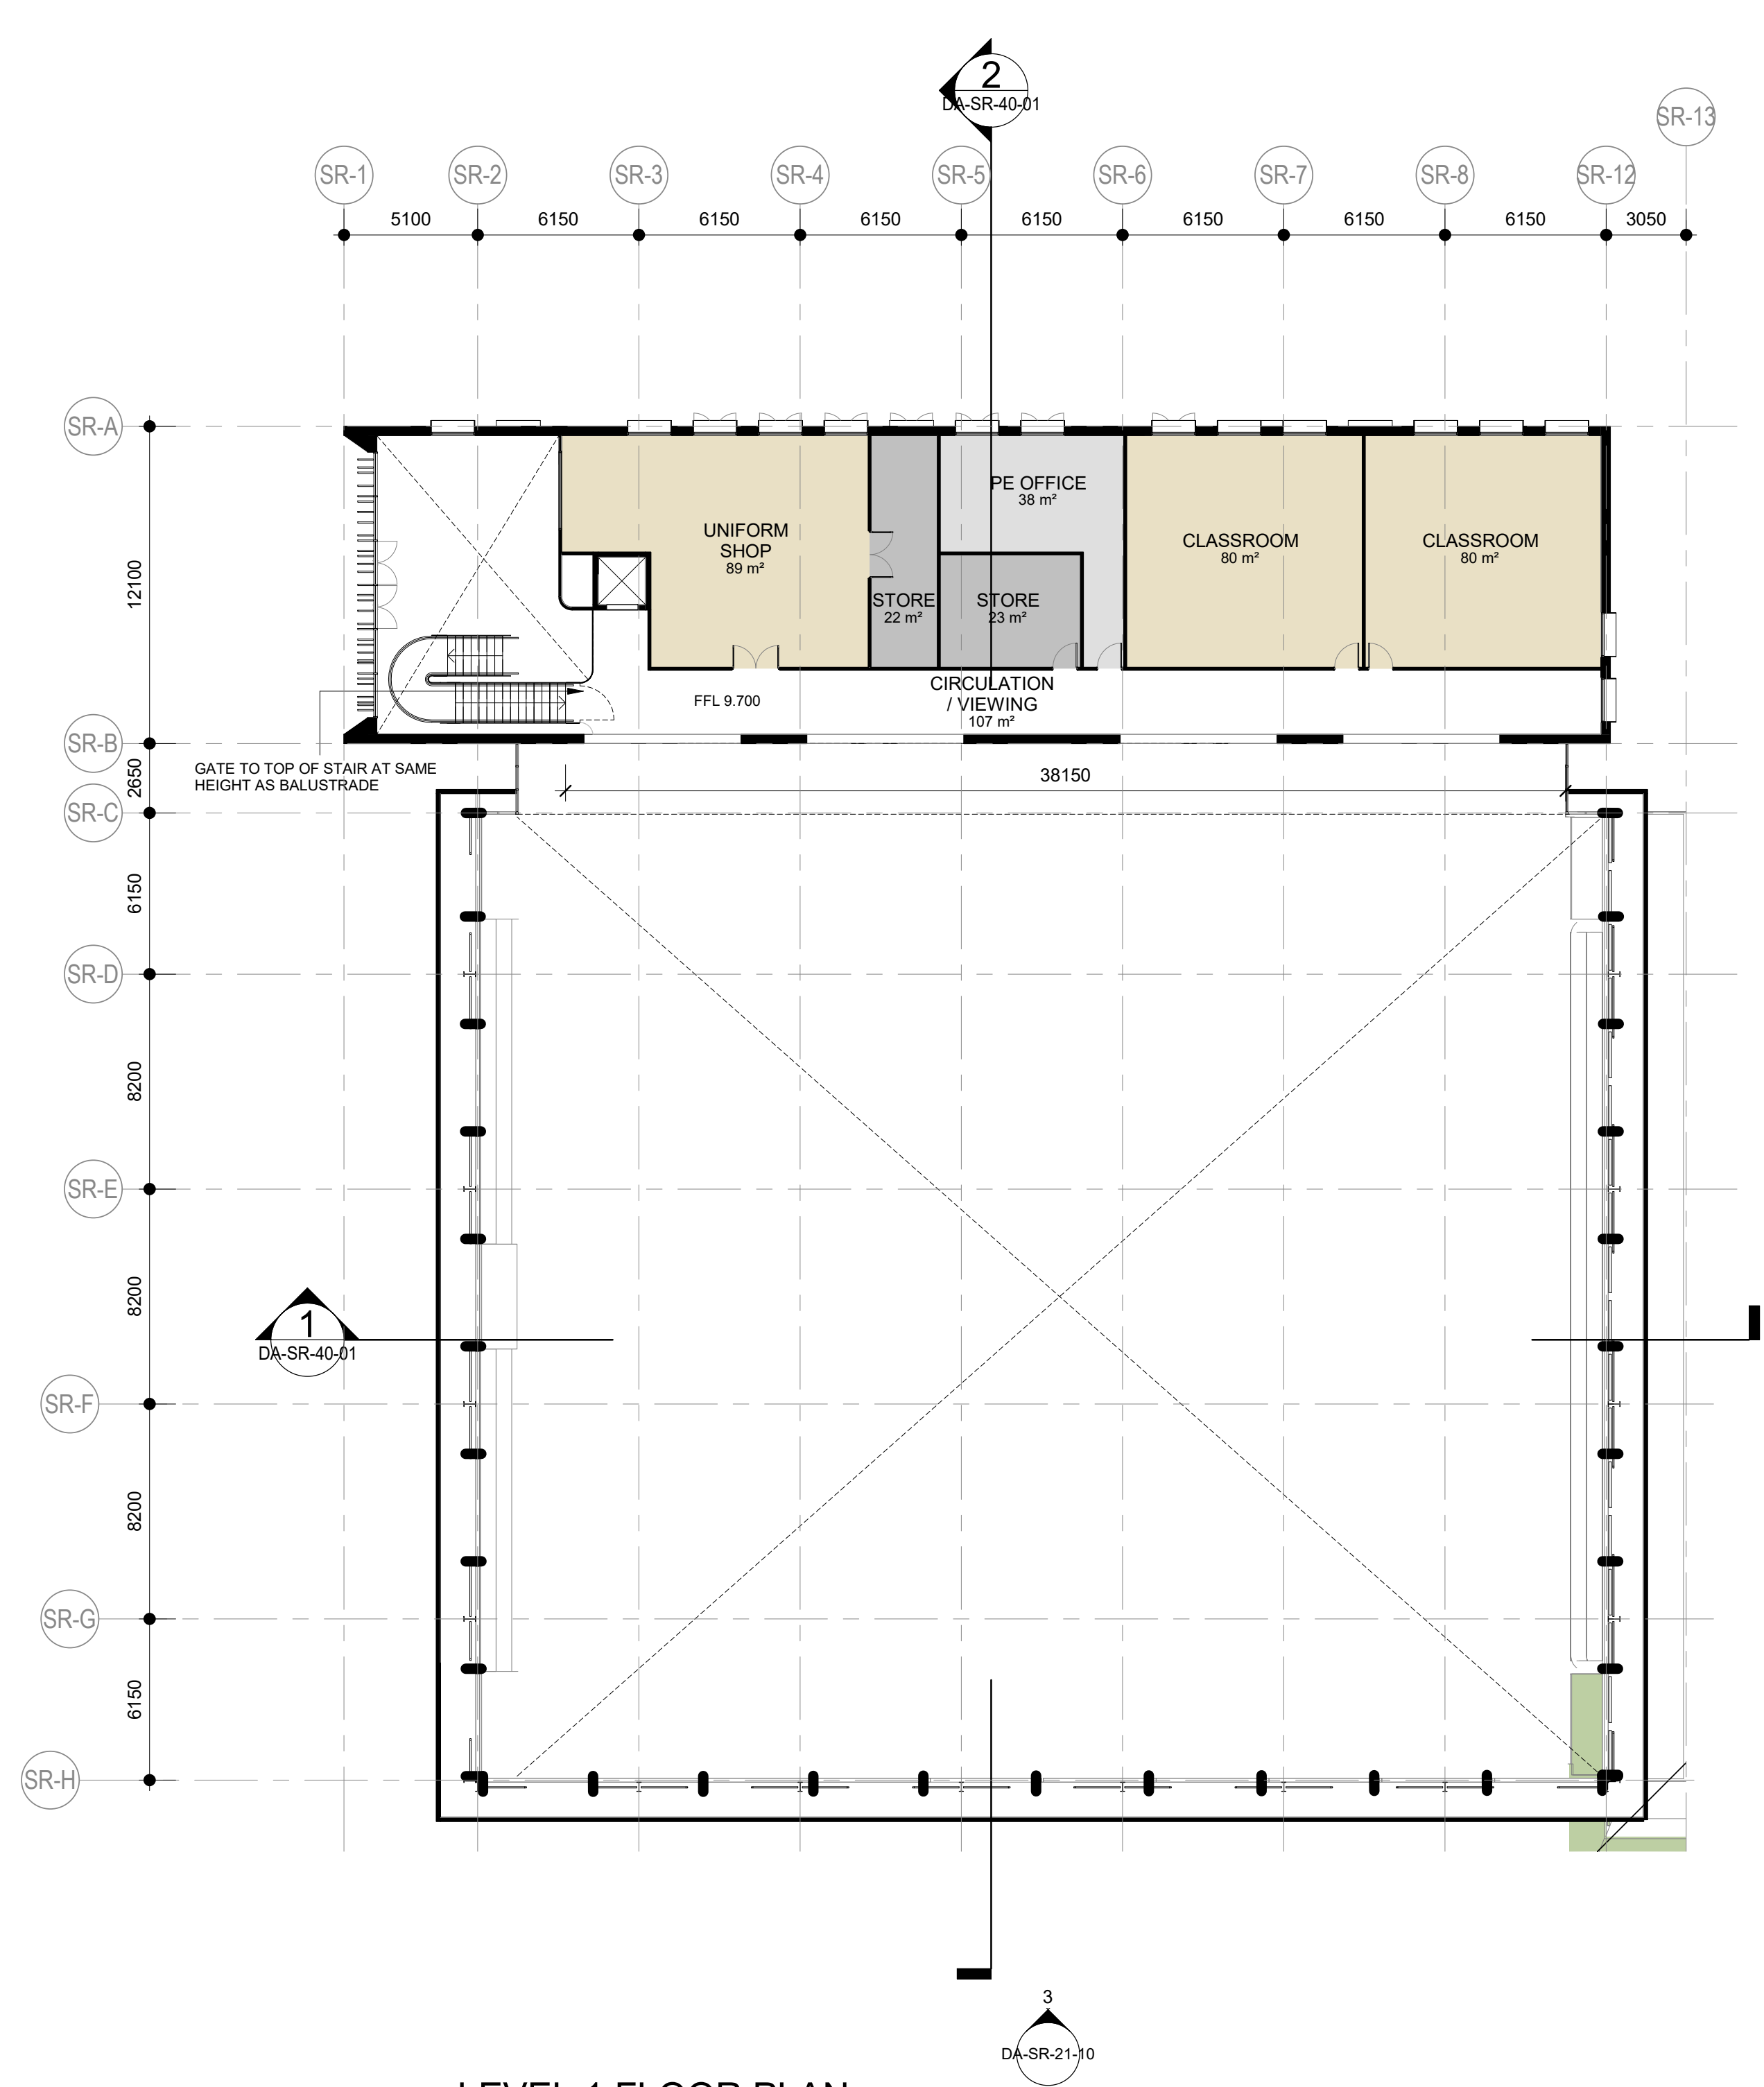 2
DA-SR-40-01
SR-13
SR-1
SR-2
SR-3
SR-4
SR-5
SR-6
SR-7
SR-8
SR-12
5100
6150
6150
6150
6150
6150
6150
6150
3050
SR-A
PE OFFICE
38 m²
UNIFORM
SHOP
89 m²
CLASSROOM
80 m²
CLASSROOM
80 m²
12100
STORE
22 m²
STORE
23 m²
CIRCULATION
/ VIEWING
107 m²
FFL 9.700
SR-B
GATE TO TOP OF STAIR AT SAME
HEIGHT AS BALUSTRADE
2650
38150
SR-C
6150
SR-D
8200
SR-E
8200
1
DA-SR-40-01
SR-F
8200
SR-G
6150
SR-H
3
DA-SR-21-10
LEVEL 1 FLOOR PLAN